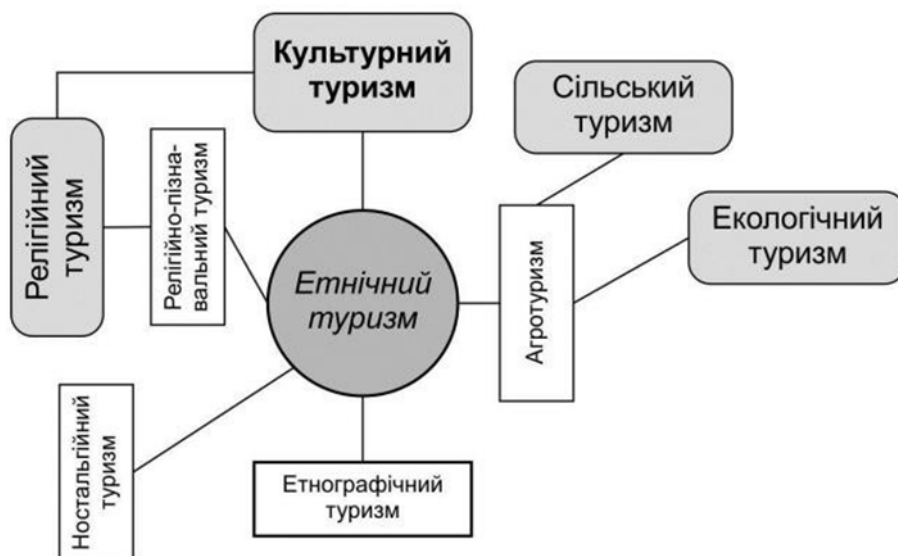 Культурний
туризм
Сільський
туризм
Релігійний
туризм
Релігійно-пізна-
вальний туризм
Екологічний
туризм
Етнічний
туризм
Агротуризм
Ностальгійний
туризм
Етнографічний
туризм